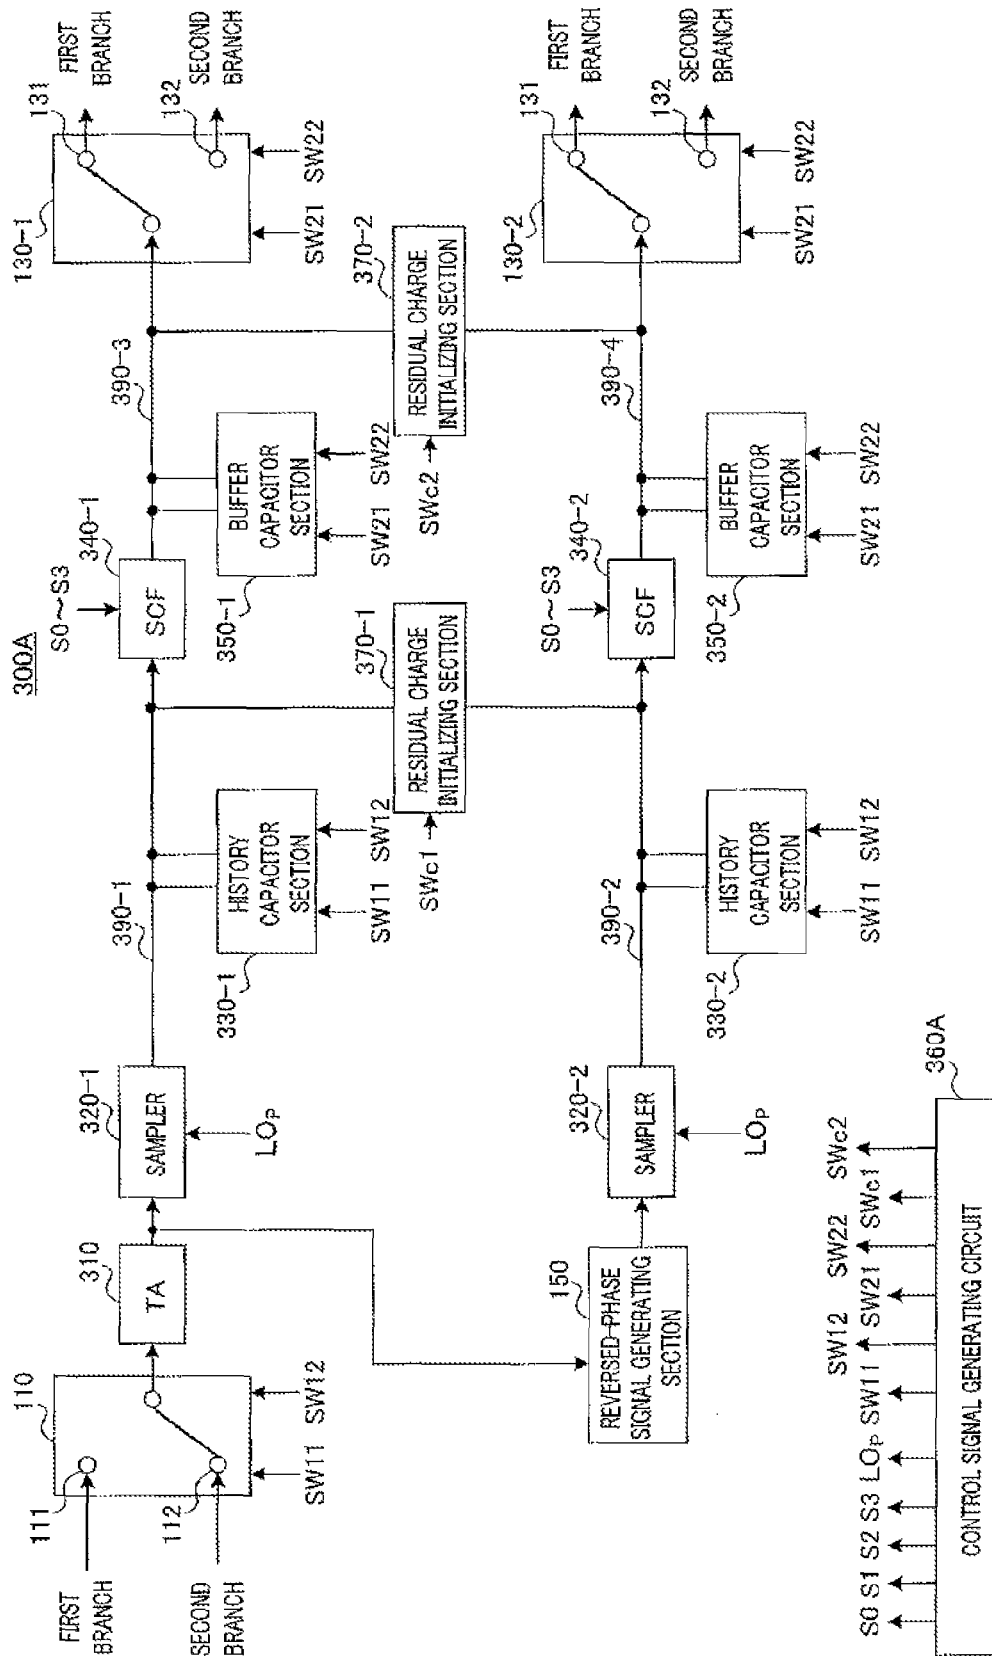 300A
FIRST
BRANCH
111
SECOND
BRANCH
112
110
SW11
SW12
310
TA
320-1
SAMPLER
LOP
390-1
330-1
HISTORY
CAPACITOR
SECTION
SW11
SW12
S0~S3
340-1
SCF
350-1
BUFFER
CAPACITOR
SECTION
SW21
SW22
390-3
130-1
131
FIRST
BRANCH
132
SECOND
BRANCH
SW21
SW22
370-1
RESIDUAL CHARGE
INITIALIZING SECTION
SWc1
370-2
RESIDUAL CHARGE
INITIALIZING SECTION
SWc2
150
REVERSED-PHASE
SIGNAL GENERATING
SECTION
320-2
SAMPLER
LOP
390-2
330-2
HISTORY
CAPACITOR
SECTION
SW11
SW12
S0~S3
340-2
SCF
350-2
BUFFER
CAPACITOR
SECTION
SW21
SW22
390-4
130-2
131
FIRST
BRANCH
132
SECOND
BRANCH
SW21
SW22
S0 S1 S2 S3 LOP SW11 SW12 SW21 SW22 SWc1 SWc2
360A
CONTROL SIGNAL GENERATING CIRCUIT